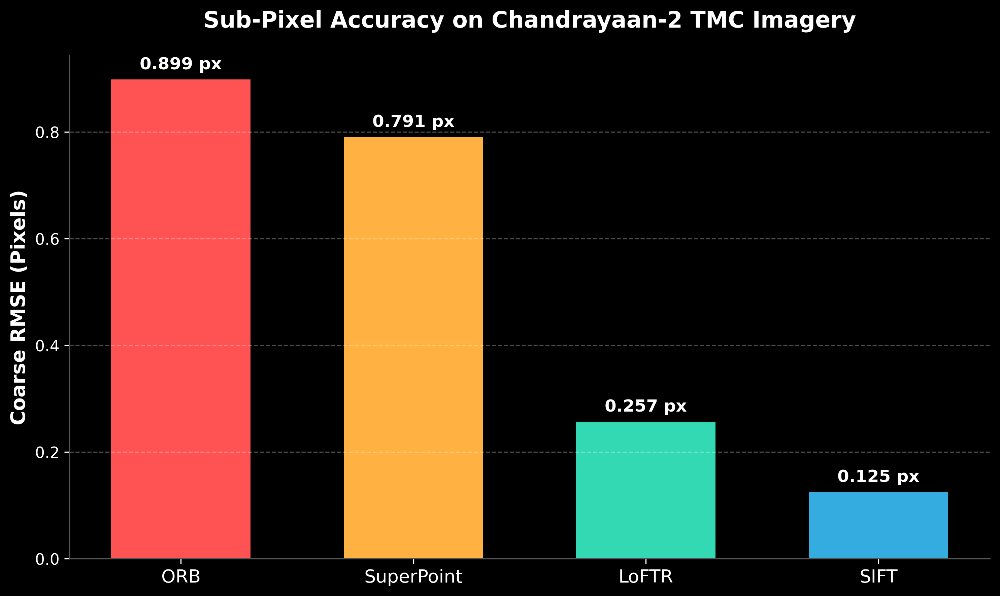 Sub-Pixel Accuracy on Chandrayaan-2 TMC Imagery
Coarse RMSE (Pixels)
0.8
0.6
0.4
0.2
0.0
0.899 px
0.791 px
0.257 px
0.125 px
ORB
SuperPoint
LoFTR
SIFT